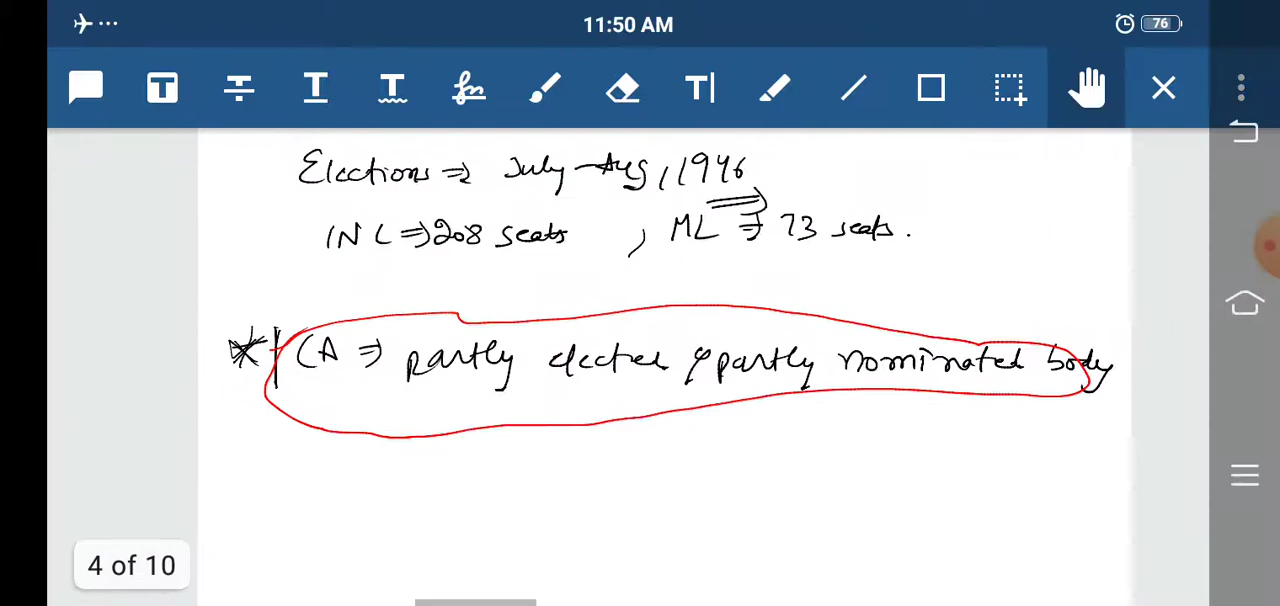 11:50 AM
76
Elections ⇒ July-Aug, 1946
INC ⇒ 208 seats , ML ⇒ 73 seats.
* CA ⇒ partly elected & partly nominated body
4 of 10